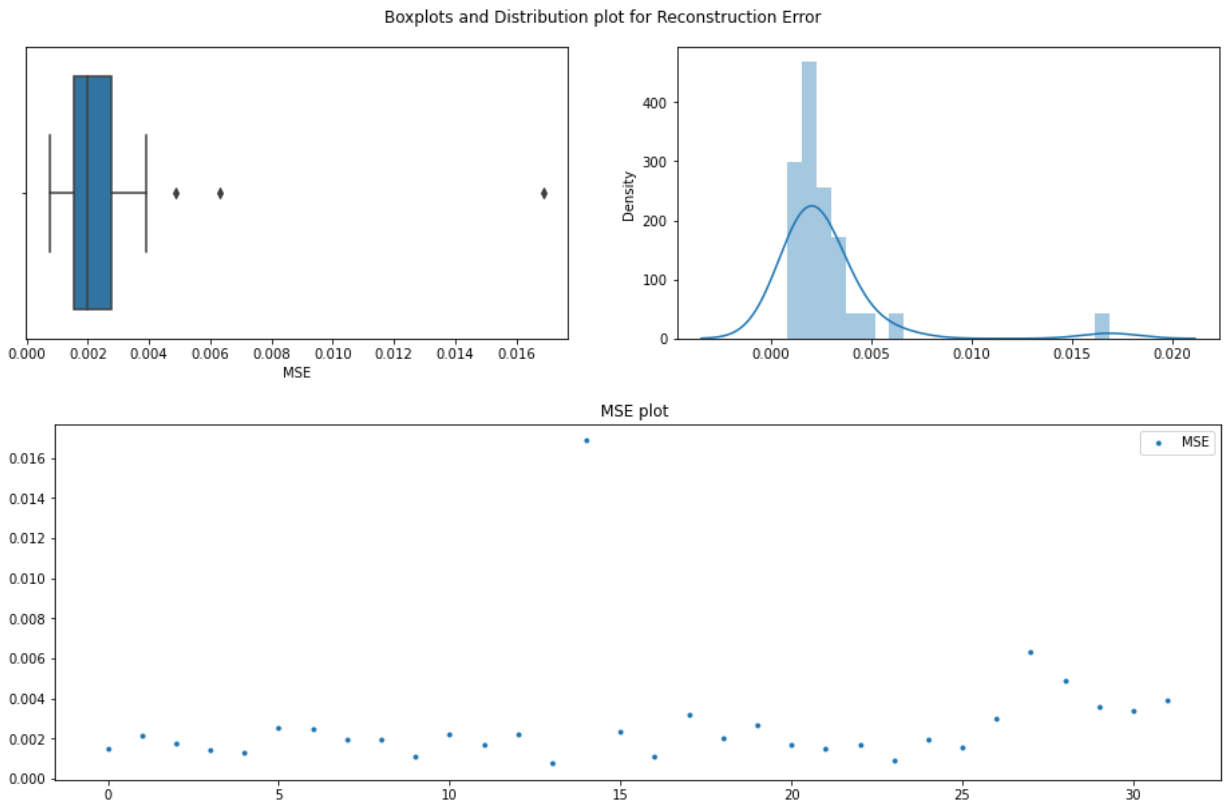 Boxplots and Distribution plot for Reconstruction Error
0.000 0.002 0.004 0.006 0.008 0.010 0.012 0.014 0.016
MSE
400
300
200
100
0
Density
0.000 0.005 0.010 0.015 0.020
MSE plot
MSE
0.016
0.014
0.012
0.010
0.008
0.006
0.004
0.002
0.000
0 5 10 15 20 25 30